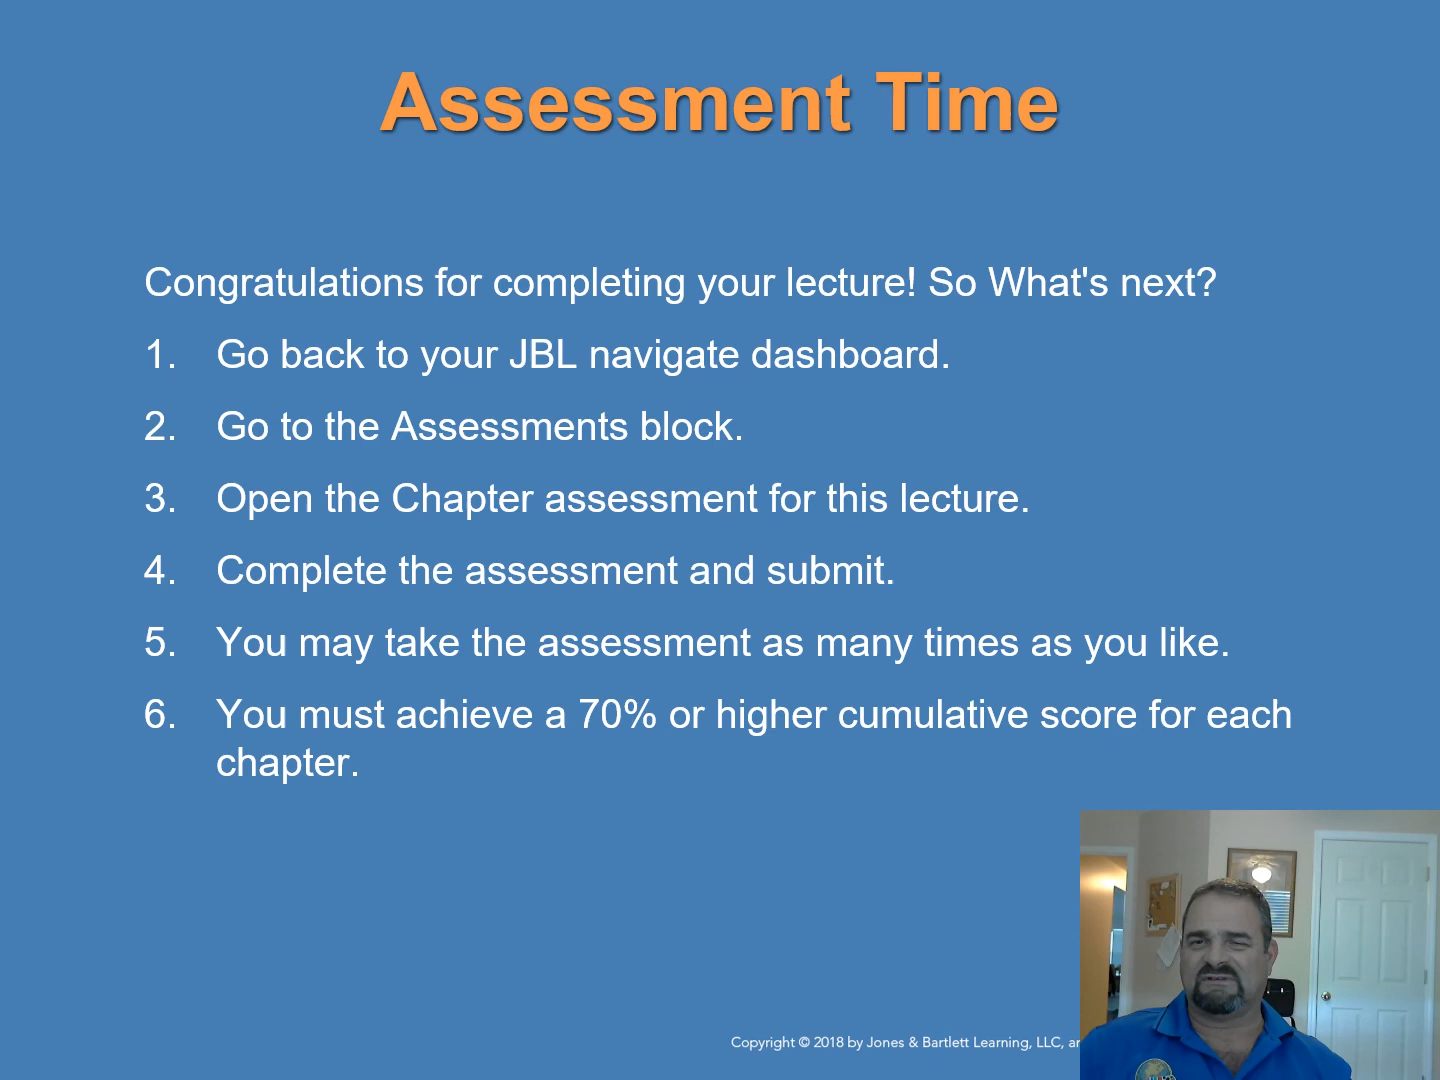 Assessment Time
Congratulations for completing your lecture! So What's next?
1. Go back to your JBL navigate dashboard.
2. Go to the Assessments block.
3. Open the Chapter assessment for this lecture.
4. Complete the assessment and submit.
5. You may take the assessment as many times as you like.
6. You must achieve a 70% or higher cumulative score for each
chapter.
Copyright © 2018 by Jones & Bartlett Learning, LLC,